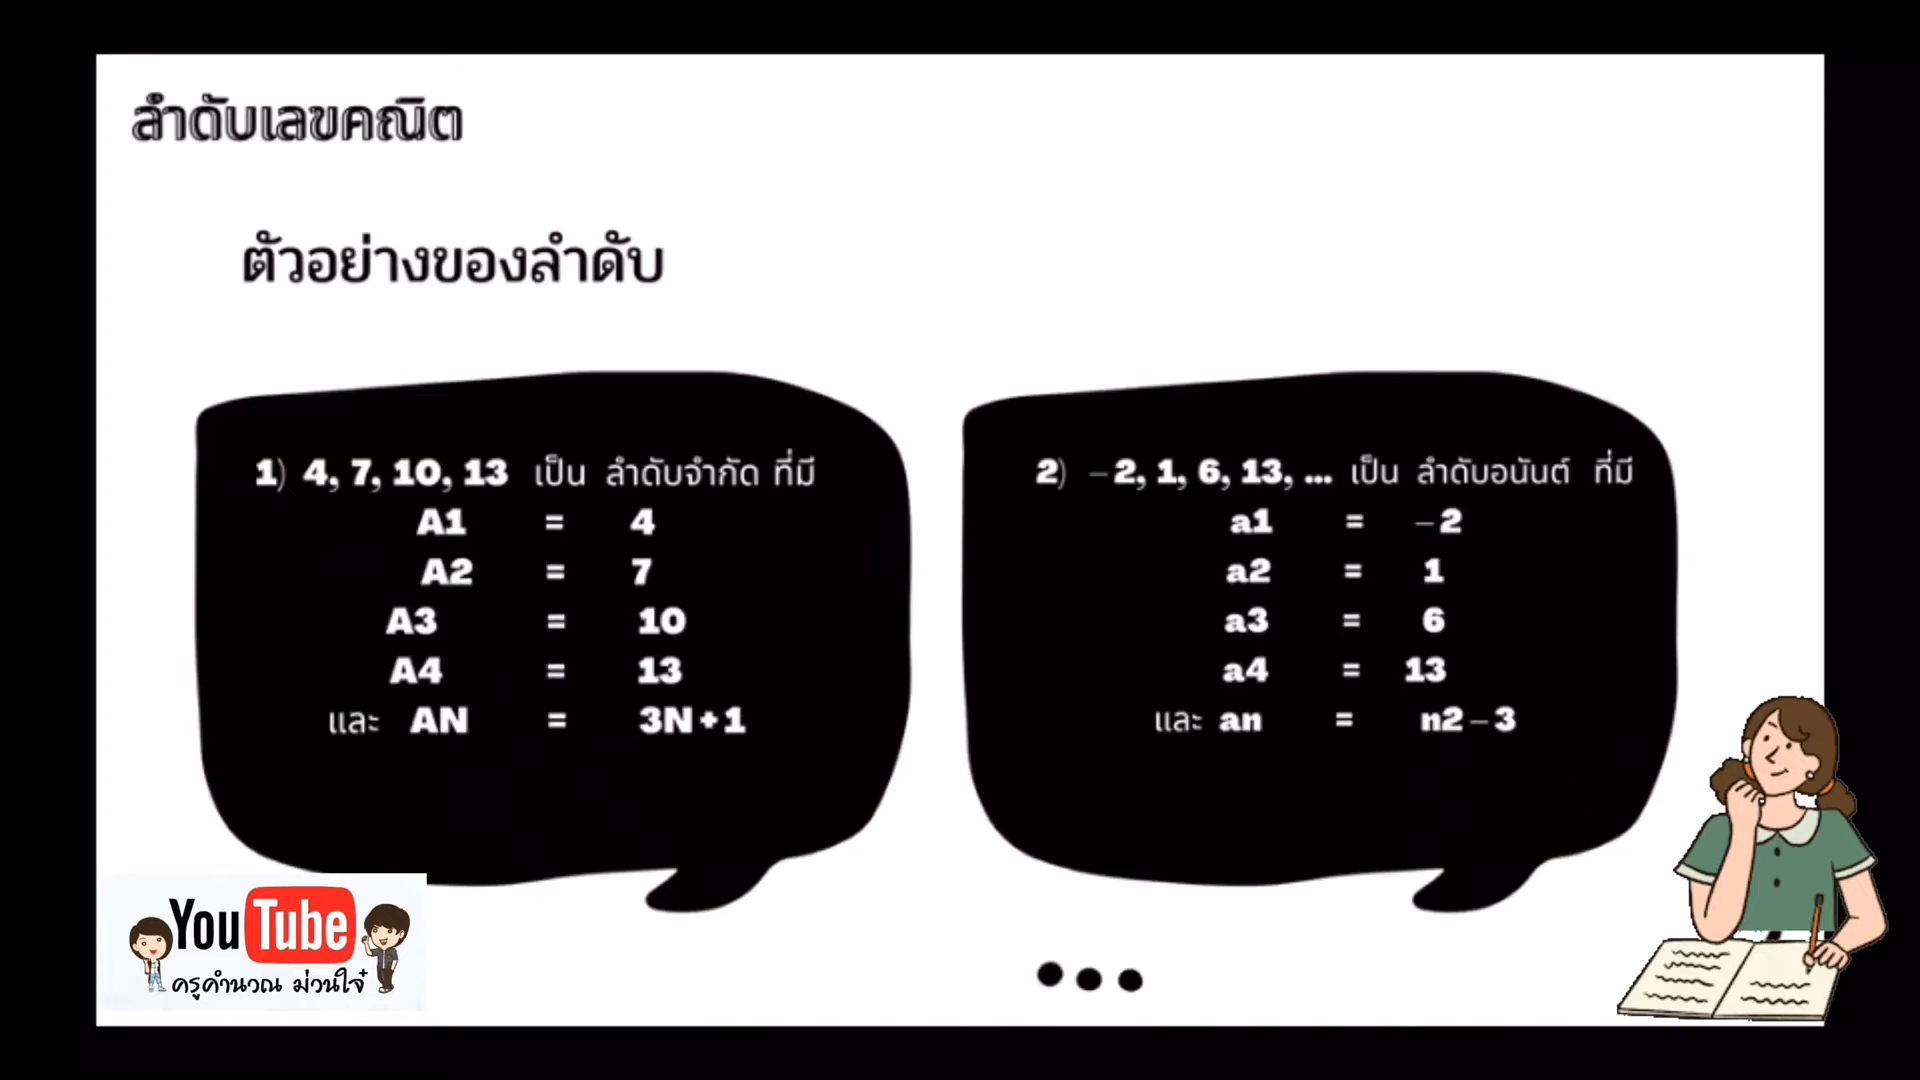 ลำดับเลขคณิต
ตัวอย่างของลำดับ
1) 4, 7, 10, 13 เป็น ลำดับจำกัด ที่มี
A1 = 4
A2 = 7
A3 = 10
A4 = 13
และ AN = 3N+1
2) −2, 1, 6, 13, ... เป็น ลำดับอนันต์ ที่มี
a1 = −2
a2 = 1
a3 = 6
a4 = 13
และ an = n2−3
YouTube
ครูคำนวณ ม่วนใจ๋